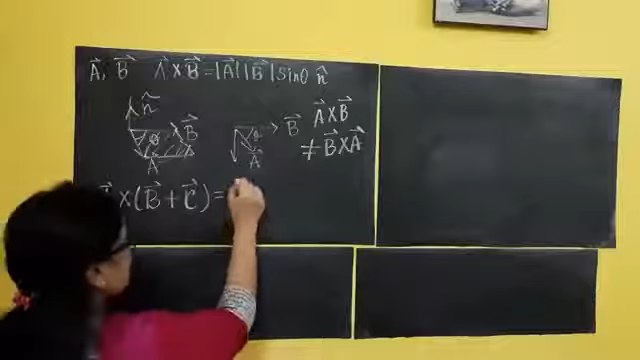 A⃗, B⃗ A⃗ × B⃗ = |A⃗| |B⃗| sinθ n̂
n̂
B⃗
θ
A⃗
θ
B⃗
A⃗
A⃗ × B⃗
≠ B⃗ × A⃗
× (B⃗ + C⃗) =